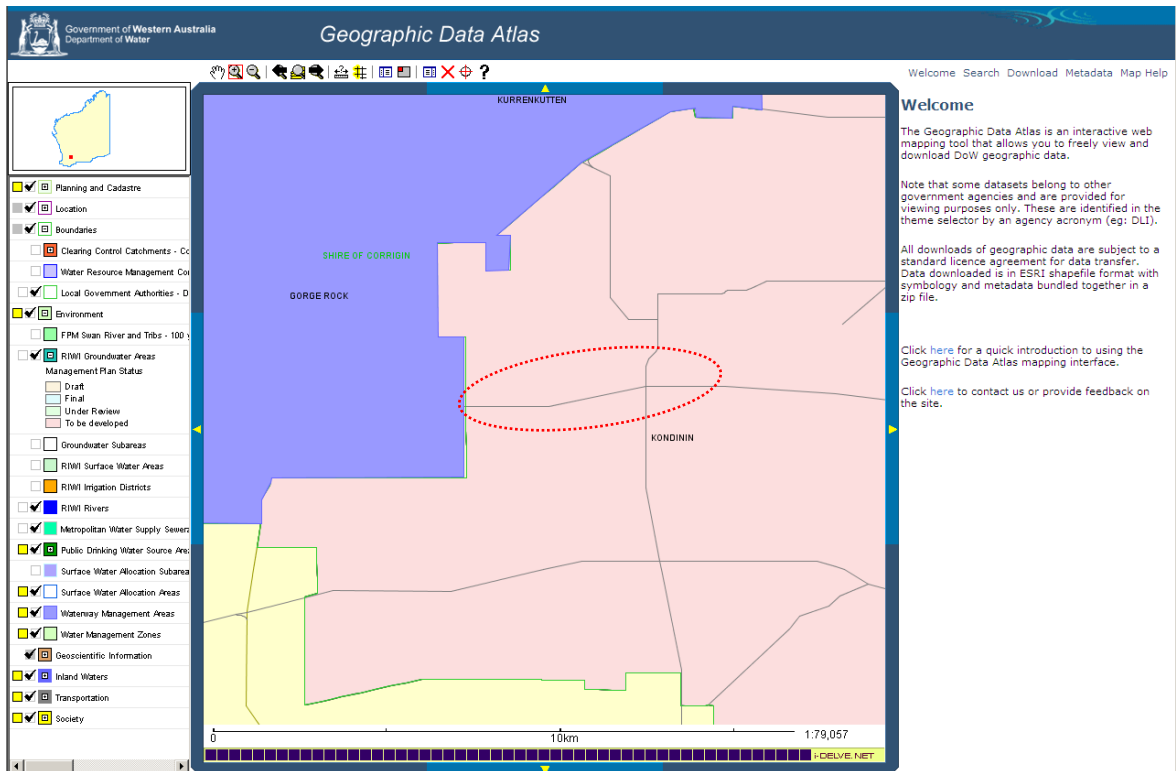 Government of Western Australia
Department of Water
Geographic Data Atlas
Welcome Search Download Metadata Map Help
Planning and Cadastre
Location
Boundaries
Clearing Control Catchments - Co
Water Resource Management Co
Local Government Authorities - D
Environment
FPM Swan River and Tribs - 100 y
RIWI Groundwater Areas
Management Plan Status
Draft
Final
Under Review
To be developed
Groundwater Subareas
RIWI Surface Water Areas
RIWI Irrigation Districts
RIWI Rivers
Metropolitan Water Supply Sewer
Public Drinking Water Source Are
Surface Water Allocation Subarea
Surface Water Allocation Areas
Waterway Management Areas
Water Management Zones
Geoscientific Information
Inland Waters
Transportation
Society
KURRENKUTTEN
SHIRE OF CORRIGIN
GORGE ROCK
KONDININ
0 10km 1:79,057
i-DELVE.NET
Welcome
The Geographic Data Atlas is an interactive web
mapping tool that allows you to freely view and
download DoW geographic data.
Note that some datasets belong to other
government agencies and are provided for
viewing purposes only. These are identified in the
theme selector by an agency acronym (eg: DLI).
All downloads of geographic data are subject to a
standard licence agreement for data transfer.
Data downloaded is in ESRI shapefile format with
symbology and metadata bundled together in a
zip file.
Click here for a quick introduction to using the
Geographic Data Atlas mapping interface.
Click here to contact us or provide feedback on
the site.